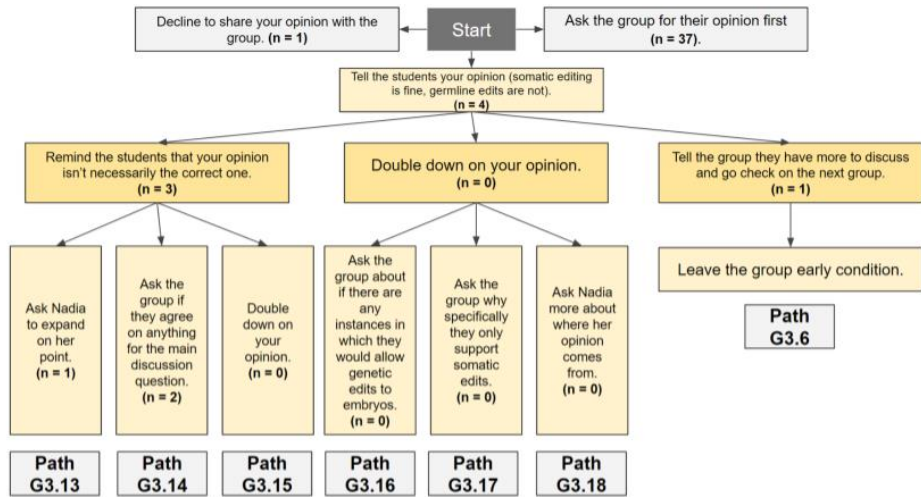 Decline to share your opinion with the
group. (n = 1)
Start
Ask the group for their opinion first
(n = 37).
Tell the students your opinion (somatic editing
is fine, germline edits are not).
(n = 4)
Remind the students that your opinion
isn't necessarily the correct one.
(n = 3)
Double down on your opinion.
(n = 0)
Tell the group they have more to discuss
and go check on the next group.
(n = 1)
Ask Nadia
to expand
on her
point.
(n = 1)
Ask the
group if
they agree
on anything
for the main
discussion
question.
(n = 2)
Double
down on
your
opinion.
(n = 0)
Ask the
group about
if there are
any
instances in
which they
would allow
genetic edits
to embryos.
(n = 0)
Ask the
group why
specifically
they only
support
somatic
edits.
(n = 0)
Ask Nadia
more about
where her
opinion
comes
from.
(n = 0)
Leave the group early condition.
Path
G3.6
Path
G3.13
Path
G3.14
Path
G3.15
Path
G3.16
Path
G3.17
Path
G3.18